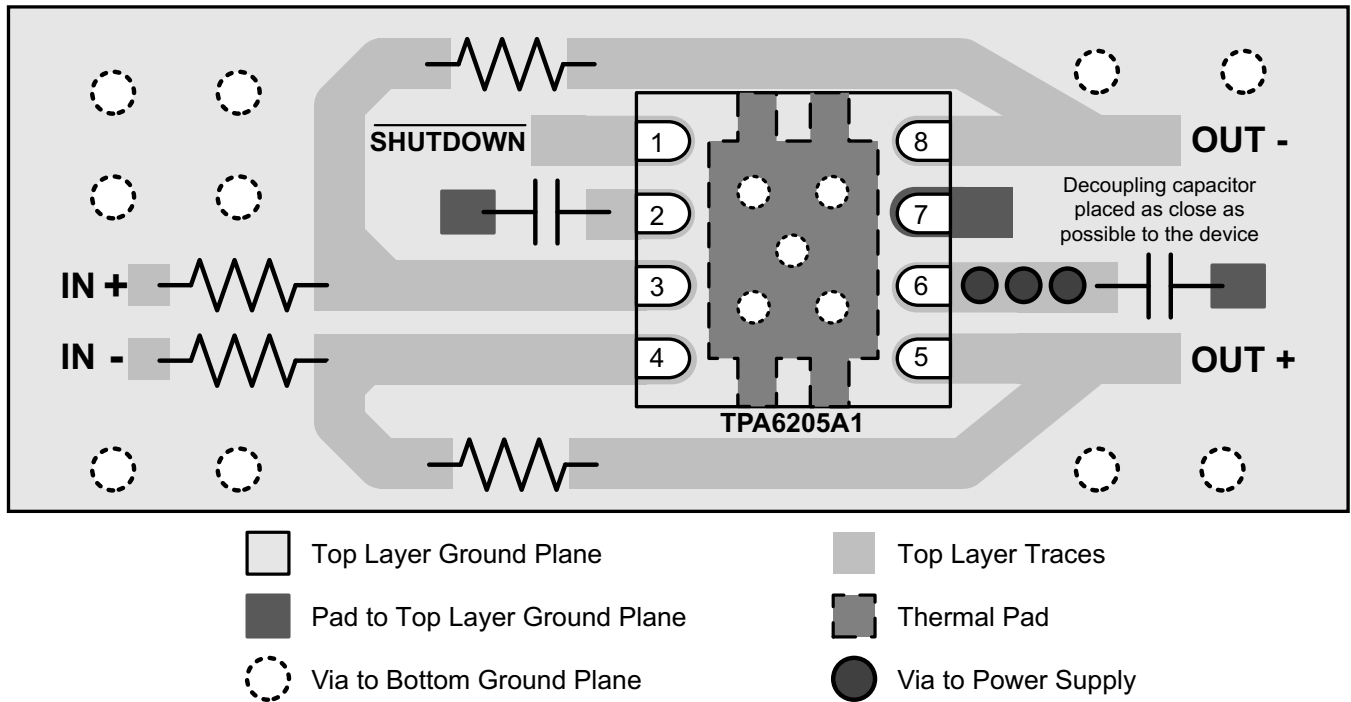 SHUTDOWN
1
8
OUT -
Decoupling capacitor
placed as close as
possible to the device
2
7
IN +
3
6
IN -
4
5
OUT +
TPA6205A1
Top Layer Ground Plane
Top Layer Traces
Pad to Top Layer Ground Plane
Thermal Pad
Via to Bottom Ground Plane
Via to Power Supply